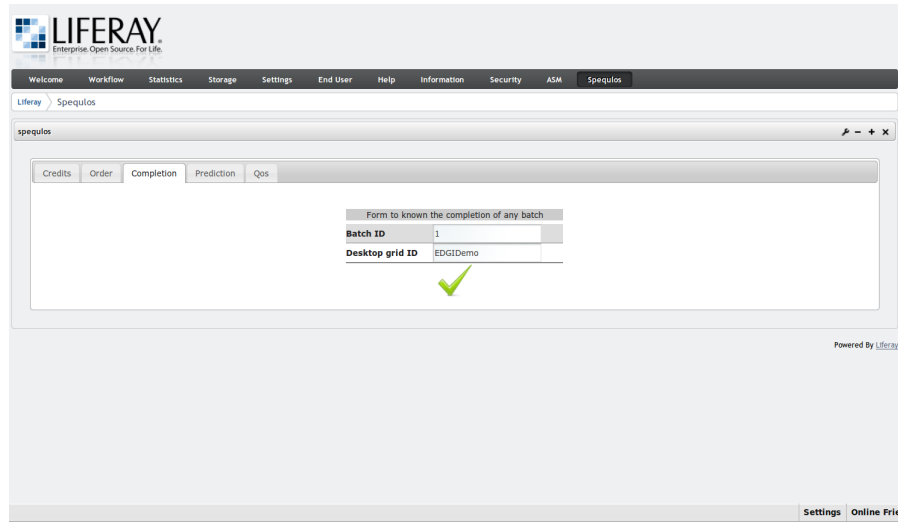 LIFERAY.
Enterprise. Open Source. For Life.
Welcome Workflow Statistics Storage Settings End User Help Information Security ASM Spequlos
Liferay Spequlos
spequlos
Credits Order Completion Prediction Qos
Form to known the completion of any batch
Batch ID 1
Desktop grid ID EDGIDemo
Powered By Liferay
Settings Online Frie